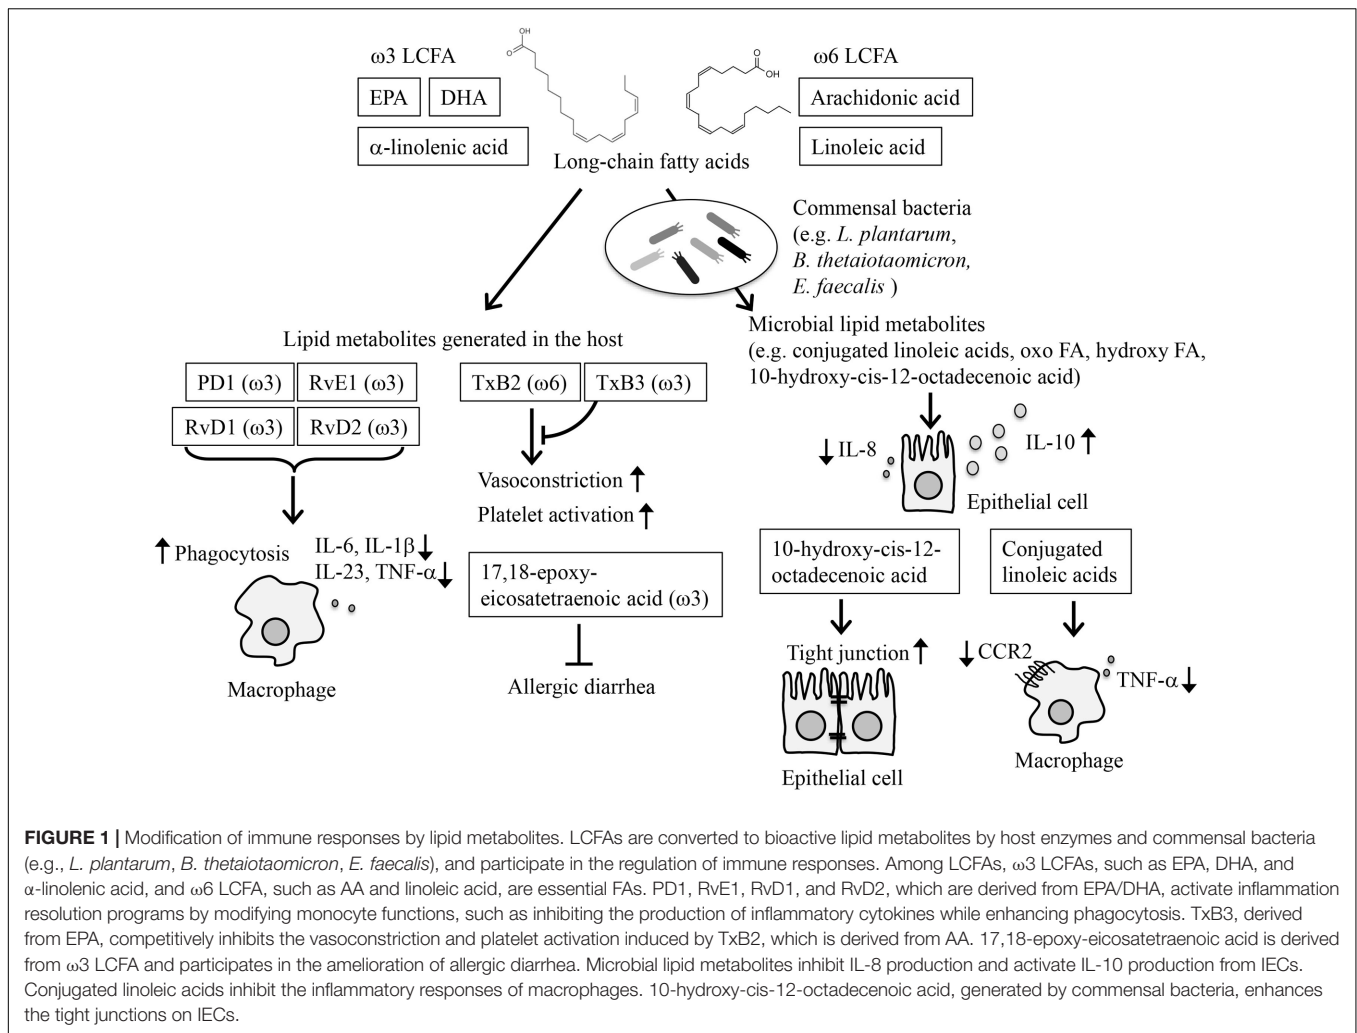 OH
O
ω3 LCFA
EPA
DHA
α-linolenic acid
O
OH
ω6 LCFA
Arachidonic acid
Linoleic acid
Long-chain fatty acids
Commensal bacteria
(e.g. L. plantarum,
B. thetaiotaomicron,
E. faecalis )
Lipid metabolites generated in the host
PD1 (ω3)
RvE1 (ω3)
RvD1 (ω3)
RvD2 (ω3)
TxB2 (ω6)
TxB3 (ω3)
Vasoconstriction ↑
Platelet activation ↑
↑ Phagocytosis
IL-6, IL-1β ↓
IL-23, TNF-α ↓
Macrophage
17,18-epoxy-
eicosatetraenoic acid (ω3)
Allergic diarrhea
Microbial lipid metabolites
(e.g. conjugated linoleic acids, oxo FA, hydroxy FA,
10-hydroxy-cis-12-octadecenoic acid)
↓ IL-8
IL-10 ↑
Epithelial cell
10-hydroxy-cis-12-
octadecenoic acid
Conjugated
linoleic acids
Tight junction ↑
Epithelial cell
↓ CCR2
TNF-α ↓
Macrophage
FIGURE 1 | Modification of immune responses by lipid metabolites. LCFAs are converted to bioactive lipid metabolites by host enzymes and commensal bacteria
(e.g., L. plantarum, B. thetaiotaomicron, E. faecalis), and participate in the regulation of immune responses. Among LCFAs, ω3 LCFAs, such as EPA, DHA, and
α-linolenic acid, and ω6 LCFA, such as AA and linoleic acid, are essential FAs. PD1, RvE1, RvD1, and RvD2, which are derived from EPA/DHA, activate inflammation
resolution programs by modifying monocyte functions, such as inhibiting the production of inflammatory cytokines while enhancing phagocytosis. TxB3, derived
from EPA, competitively inhibits the vasoconstriction and platelet activation induced by TxB2, which is derived from AA. 17,18-epoxy-eicosatetraenoic acid is derived
from ω3 LCFA and participates in the amelioration of allergic diarrhea. Microbial lipid metabolites inhibit IL-8 production and activate IL-10 production from IECs.
Conjugated linoleic acids inhibit the inflammatory responses of macrophages. 10-hydroxy-cis-12-octadecenoic acid, generated by commensal bacteria, enhances
the tight junctions on IECs.